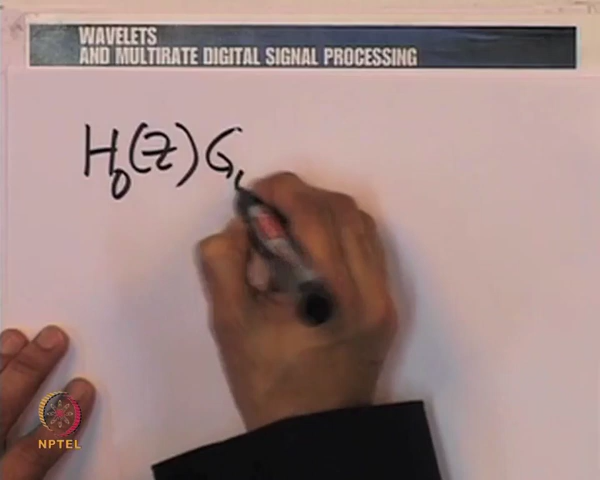 WAVELETS
AND MULTIRATE DIGITAL SIGNAL PROCESSING
H₀(Z) G
NPTEL